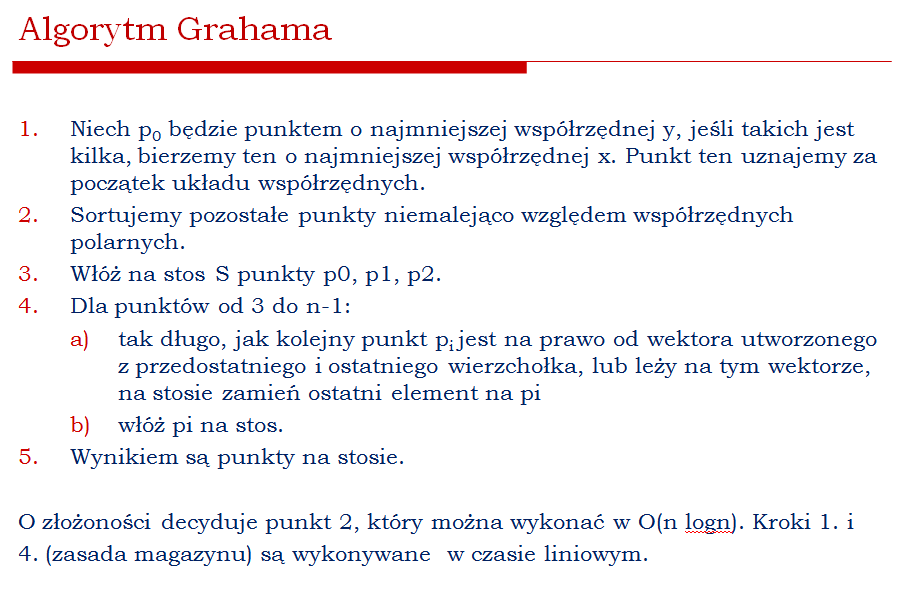 Algorytm Grahama
1. Niech p0 będzie punktem o najmniejszej współrzędnej y, jeśli takich jest
kilka, bierzemy ten o najmniejszej współrzędnej x. Punkt ten uznajemy za
początek układu współrzędnych.
2. Sortujemy pozostałe punkty niemalejąco względem współrzędnych
polarnych.
3. Włóż na stos S punkty p0, p1, p2.
4. Dla punktów od 3 do n-1:
a) tak długo, jak kolejny punkt pi jest na prawo od wektora utworzonego
z przedostatniego i ostatniego wierzchołka, lub leży na tym wektorze,
na stosie zamień ostatni element na pi
b) włóż pi na stos.
5. Wynikiem są punkty na stosie.
O złożoności decyduje punkt 2, który można wykonać w O(n logn). Kroki 1. i
4. (zasada magazynu) są wykonywane w czasie liniowym.